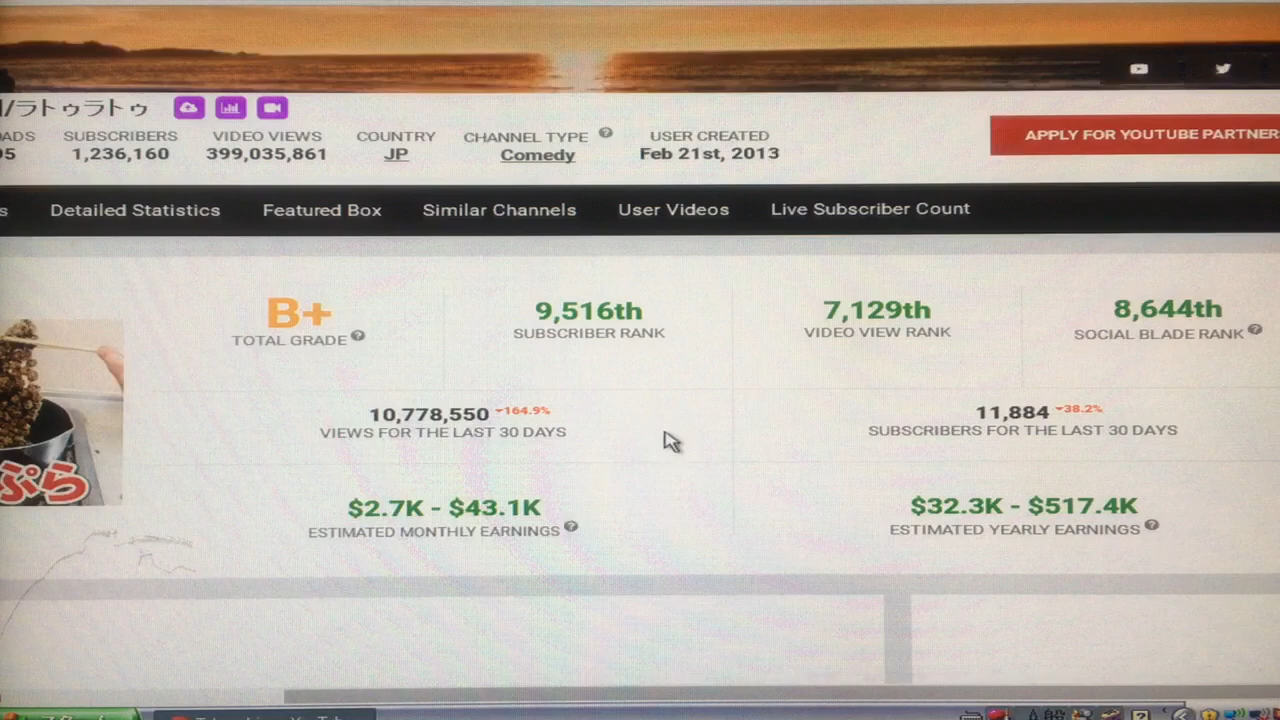 /ラトゥラトゥ
SUBSCRIBERS VIDEO VIEWS COUNTRY CHANNEL TYPE USER CREATED
1,236,160 399,035,861 JP Comedy Feb 21st, 2013
APPLY FOR YOUTUBE PARTNER
Detailed Statistics Featured Box Similar Channels User Videos Live Subscriber Count
B+ 9,516th 7,129th 8,644th
TOTAL GRADE SUBSCRIBER RANK VIDEO VIEW RANK SOCIAL BLADE RANK
10,778,550 164.9% 11,884 38.2%
VIEWS FOR THE LAST 30 DAYS SUBSCRIBERS FOR THE LAST 30 DAYS
ぷら
$2.7K - $43.1K $32.3K - $517.4K
ESTIMATED MONTHLY EARNINGS ESTIMATED YEARLY EARNINGS